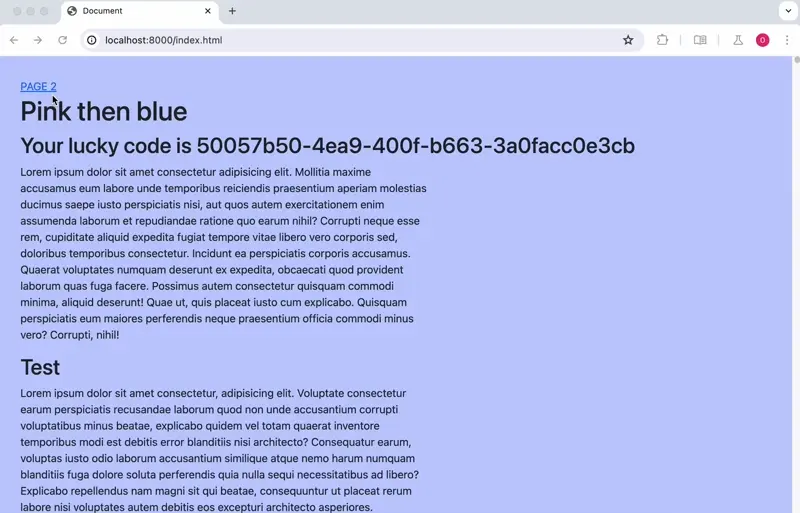 Document
localhost:8000/index.html
O
PAGE 2
Pink then blue
Your lucky code is 50057b50-4ea9-400f-b663-3a0facc0e3cb
Lorem ipsum dolor sit amet consectetur adipisicing elit. Mollitia maxime
accusamus eum labore unde temporibus reiciendis praesentium aperiam molestias
ducimus saepe iusto perspiciatis nisi, aut quos autem exercitationem enim
assumenda laborum et repudiandae ratione quo earum nihil? Corrupti neque esse
rem, cupiditate aliquid expedita fugiat tempore vitae libero vero corporis sed,
doloribus temporibus consectetur. Incidunt ea perspiciatis corporis accusamus.
Quaerat voluptates numquam deserunt ex expedita, obcaecati quod provident
laborum quas fuga facere. Possimus autem consectetur quisquam commodi
minima, aliquid deserunt! Quae ut, quis placeat iusto cum explicabo. Quisquam
perspiciatis eum maiores perferendis neque praesentium officia commodi minus
vero? Corrupti, nihil!
Test
Lorem ipsum dolor sit amet consectetur, adipisicing elit. Voluptate consectetur
earum perspiciatis recusandae laborum quod non unde accusantium corrupti
voluptatibus minus beatae, explicabo quidem vel totam quaerat inventore
temporibus modi est debitis error blanditiis nisi architecto? Consequatur earum,
voluptas iusto odio laborum accusantium similique atque nemo harum numquam
blanditiis fuga dolore soluta perferendis quia nulla sequi necessitatibus ad libero?
Explicabo repellendus nam magni sit qui beatae, consequuntur ut placeat rerum
labore nisi voluptates autem debitis eos excepturi architecto asperiores.